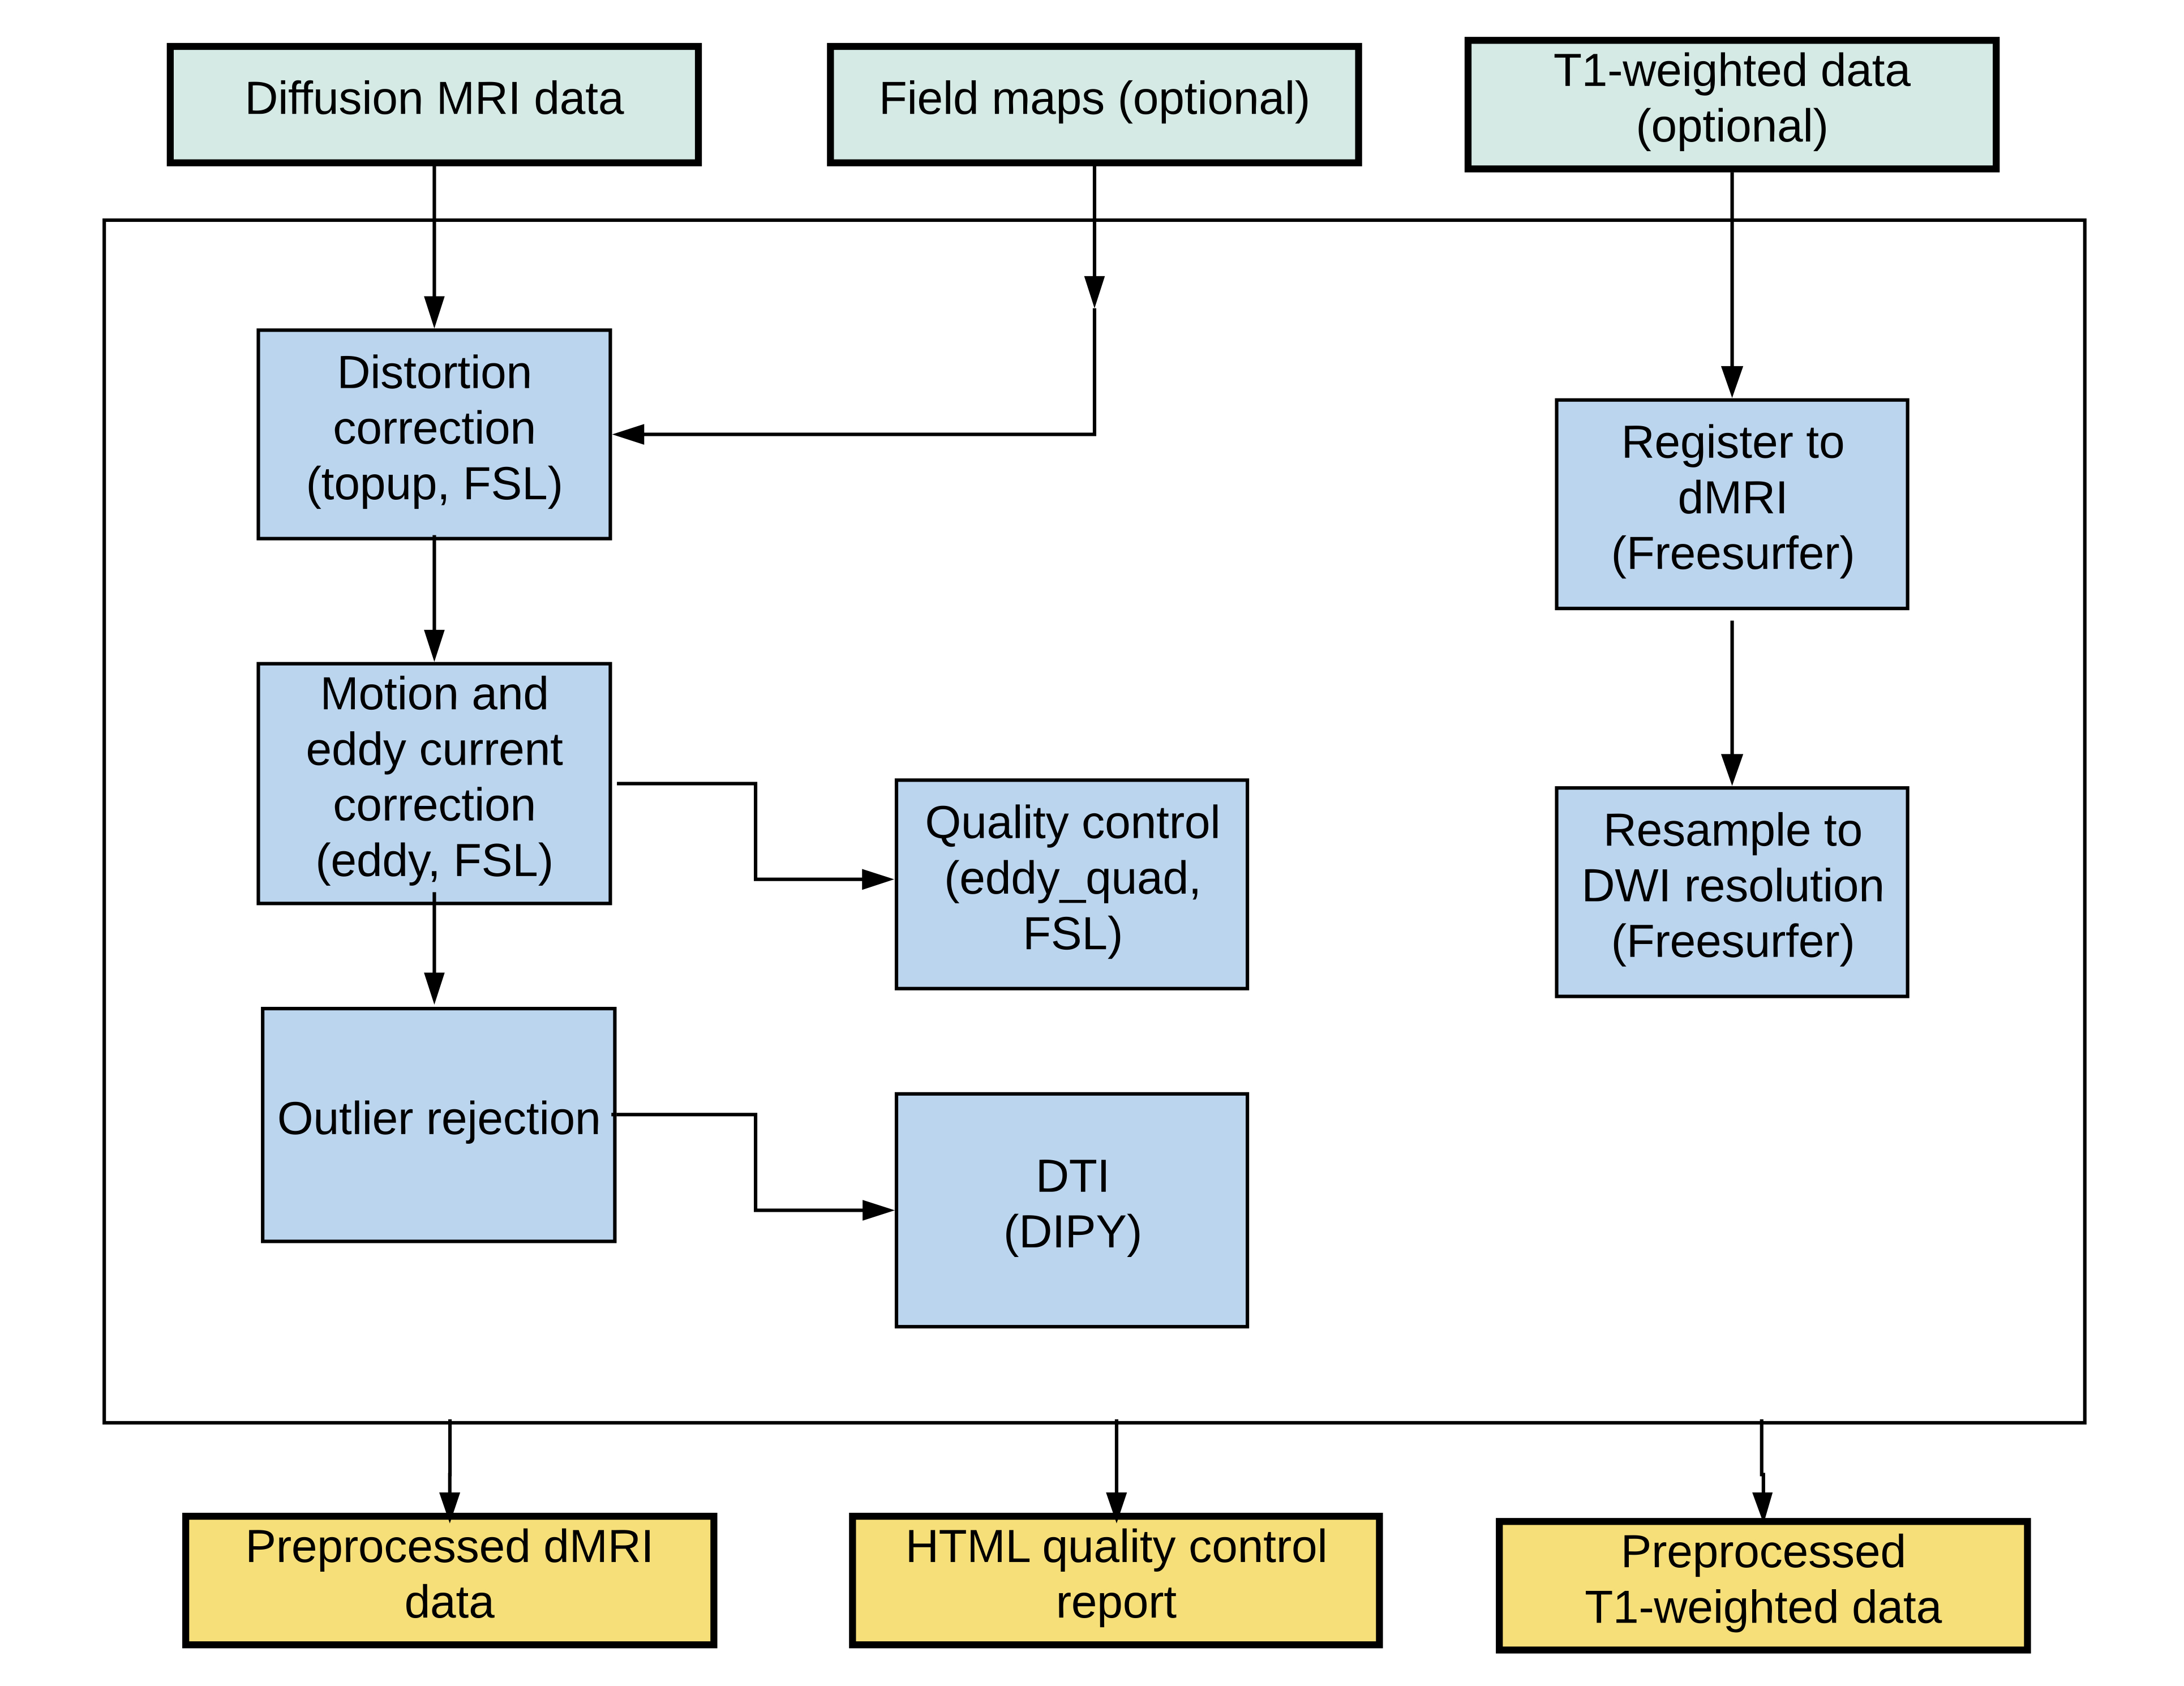 Diffusion MRI data
Field maps (optional)
T1-weighted data
(optional)
Distortion
correction
(topup, FSL)
Register to
dMRI
(Freesurfer)
Motion and
eddy current
correction
(eddy, FSL)
Quality control
(eddy_quad,
FSL)
Resample to
DWI resolution
(Freesurfer)
Outlier rejection
DTI
(DIPY)
Preprocessed dMRI
data
HTML quality control
report
Preprocessed
T1-weighted data